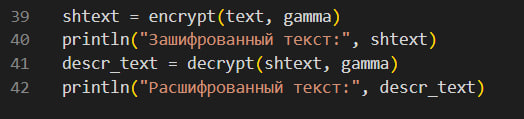 39 shtext = encrypt(text, gamma)
40 println("Зашифрованный текст:", shtext)
41 descr_text = decrypt(shtext, gamma)
42 println("Расшифрованный текст:", descr_text)